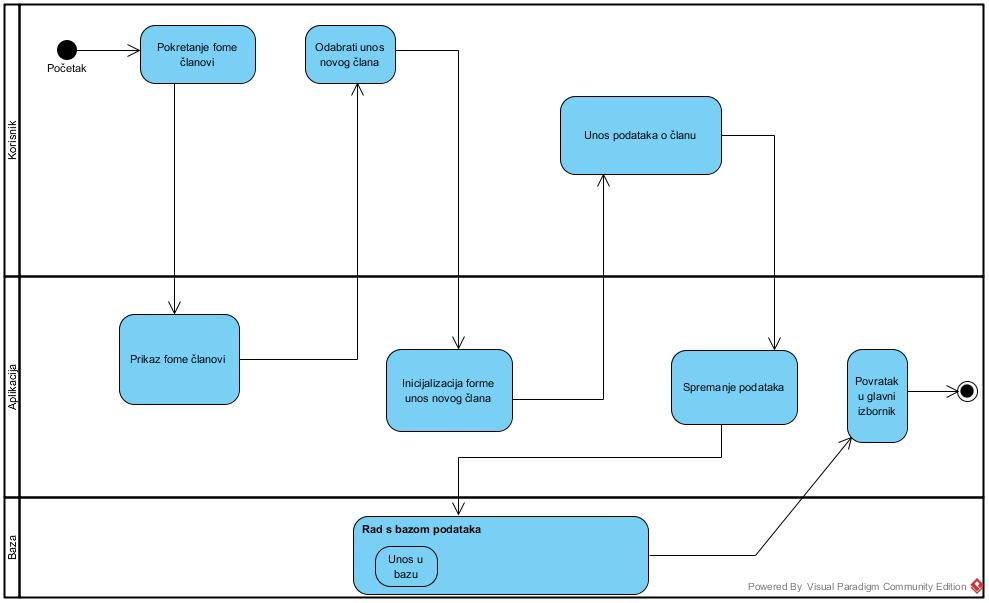 Korisnik
Početak
Pokretanje fome
članovi
Odabrati unos
novog člana
Unos podataka o članu
Aplikacija
Prikaz fome članovi
Inicijalizacija forme
unos novog člana
Spremanje podataka
Povratak
u glavni
izbornik
Baza
Rad s bazom podataka
Unos u
bazu
Powered By Visual Paradigm Community Edition